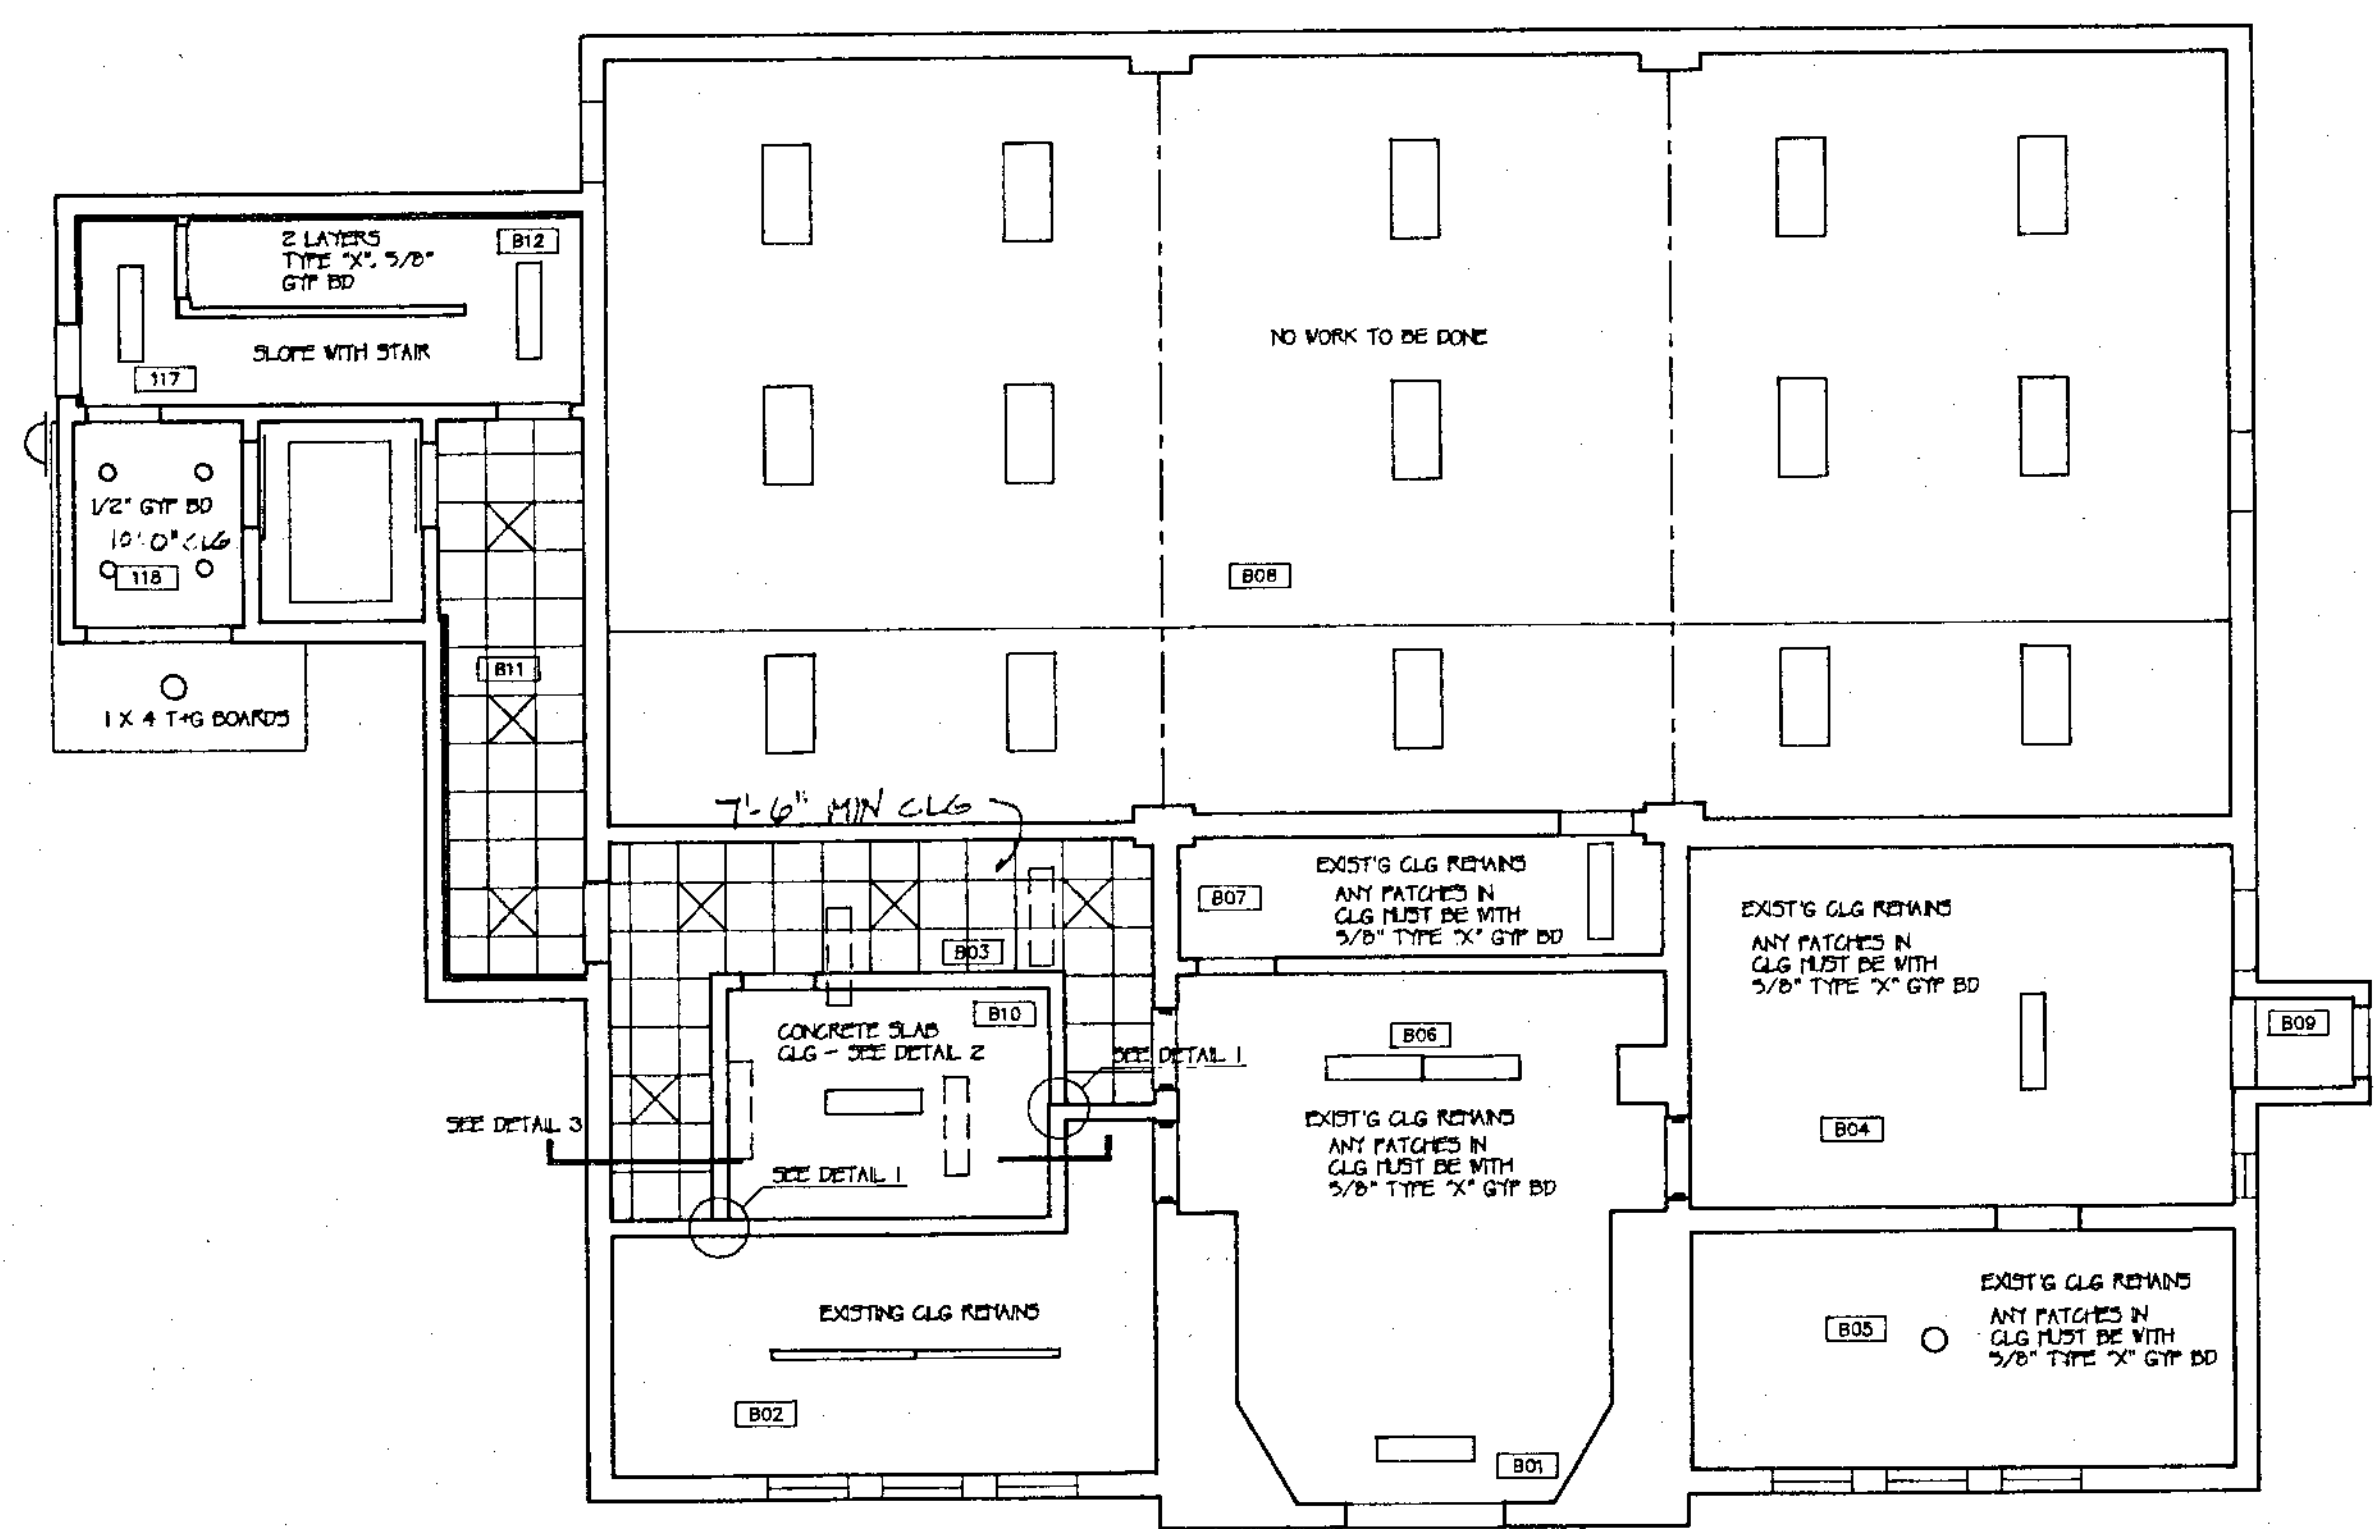 2 LAYERS
TYPE "X", 5/8"
GYP BD
B12
SLOPE WITH STAIR
117
NO WORK TO BE DONE
1/2" GYP BD
10'-0" CLG
118
B08
B11
1 X 4 T+G BOARDS
7'-6" MIN CLG
EXIST'G CLG REMAINS
ANY PATCHES IN
CLG MUST BE WITH
5/8" TYPE "X" GYP BD
B07
B03
EXIST'G CLG REMAINS
ANY PATCHES IN
CLG MUST BE WITH
5/8" TYPE "X" GYP BD
B10
CONCRETE SLAB
CLG - SEE DETAIL 2
SEE DETAIL 1
B06
B09
SEE DETAIL 3
EXIST'G CLG REMAINS
ANY PATCHES IN
CLG MUST BE WITH
5/8" TYPE "X" GYP BD
B04
SEE DETAIL 1
EXISTING CLG REMAINS
B02
B05
EXIST'G CLG REMAINS
ANY PATCHES IN
CLG MUST BE WITH
5/8" TYPE "X" GYP BD
B01